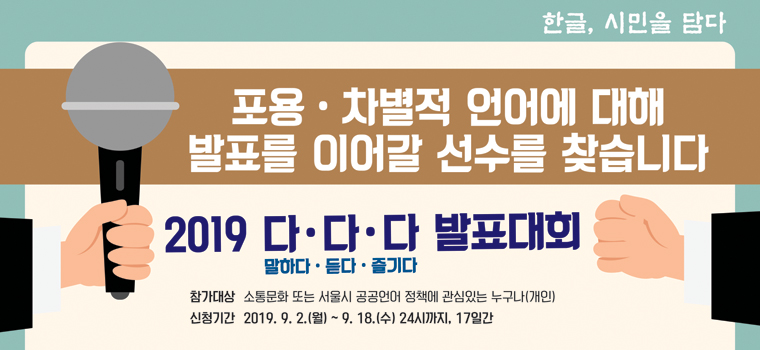 한글, 시민을 담다
포용 · 차별적 언어에 대해
발표를 이어갈 선수를 찾습니다
2019 다·다·다 발표대회
말하다 · 듣다 · 즐기다
참가대상 소통문화 또는 서울시 공공언어 정책에 관심있는 누구나(개인)
신청기간 2019. 9. 2.(월) ~ 9. 18.(수) 24시까지, 17일간